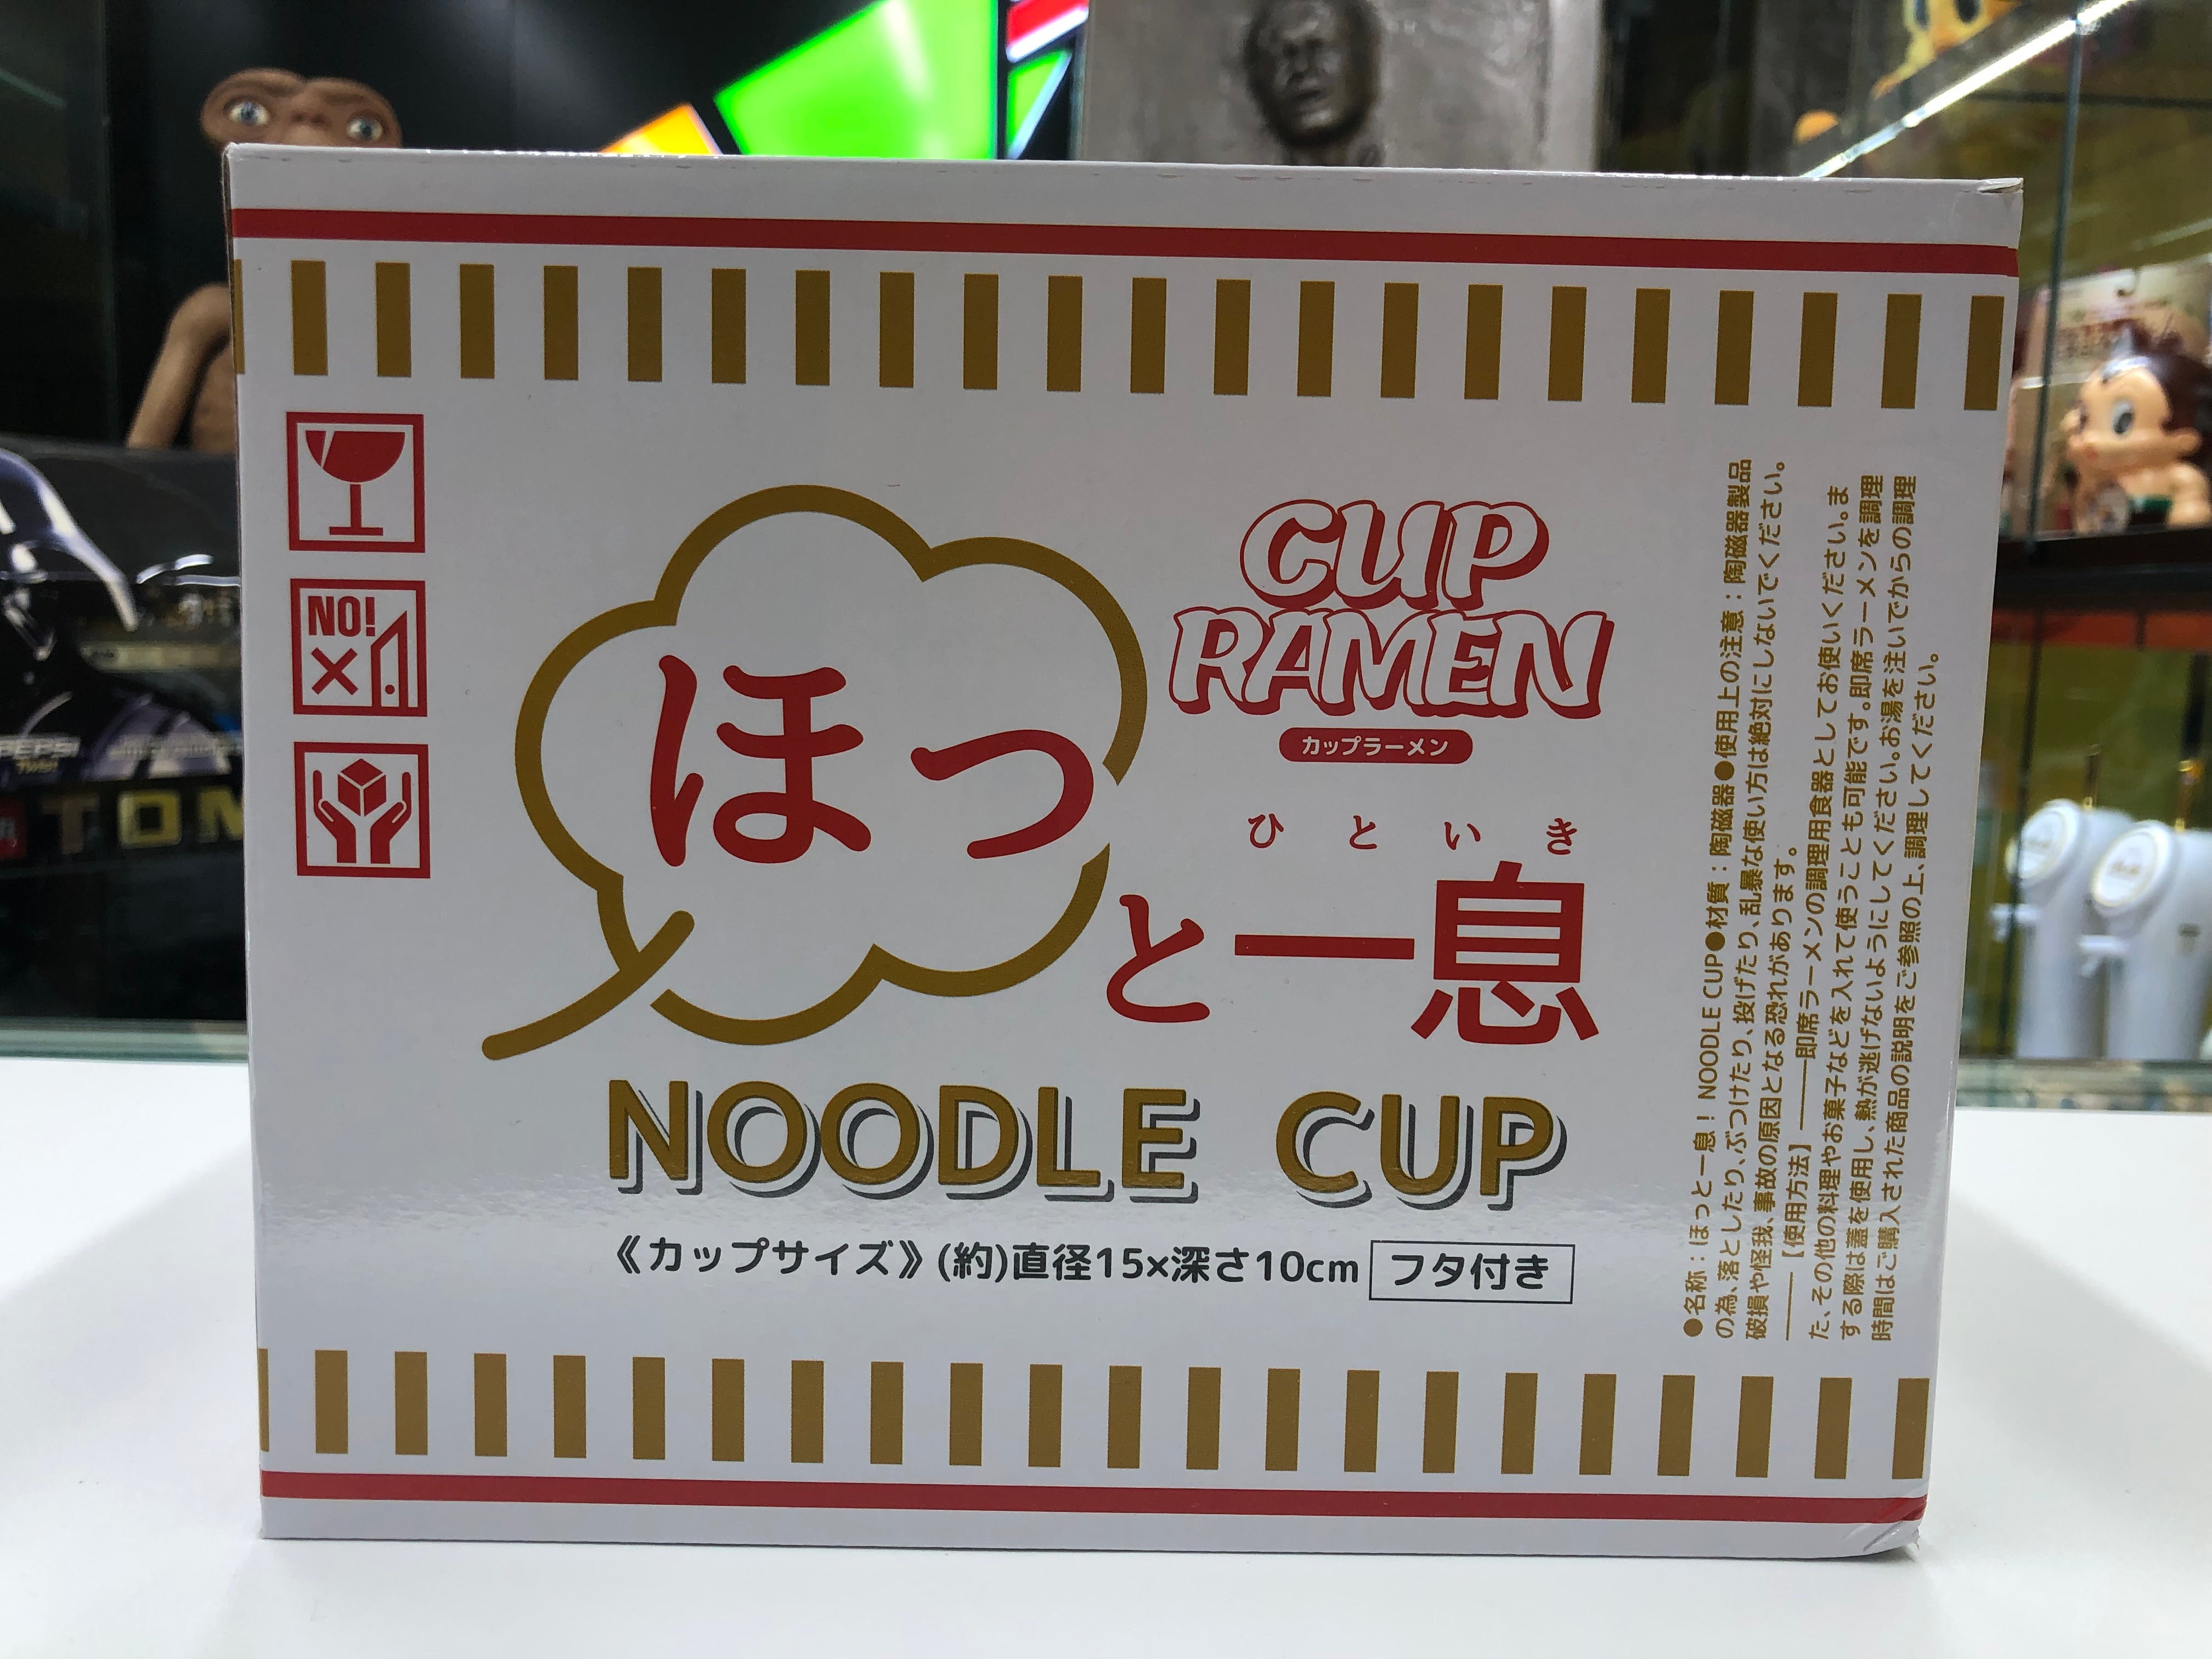 NO!
ほっ
と一息
ひといき
CUP
RAMEN
カップラーメン
NOODLE CUP
《カップサイズ》(約)直径15×深さ10cm フタ付き
●名称：ほっと一息！NOODLE CUP●材質：陶磁器●使用上の注意：陶磁器製品
の為、落としたり、ぶつけたり、投げたり、乱暴な使い方は絶対にしないでください。
破損や怪我、事故の原因となる恐れがあります。
【使用方法】即席ラーメンの調理用食器としてお使いください。ま
た、その他の料理やお菓子などを入れて使うことも可能です。即席ラーメンを調理
する際は蓋を使用し、熱が逃げないようにしてください。お湯を注いでからの調理
時間はご購入された商品の説明をご参照の上、調理してください。
PEPSI
TWIST
TOM